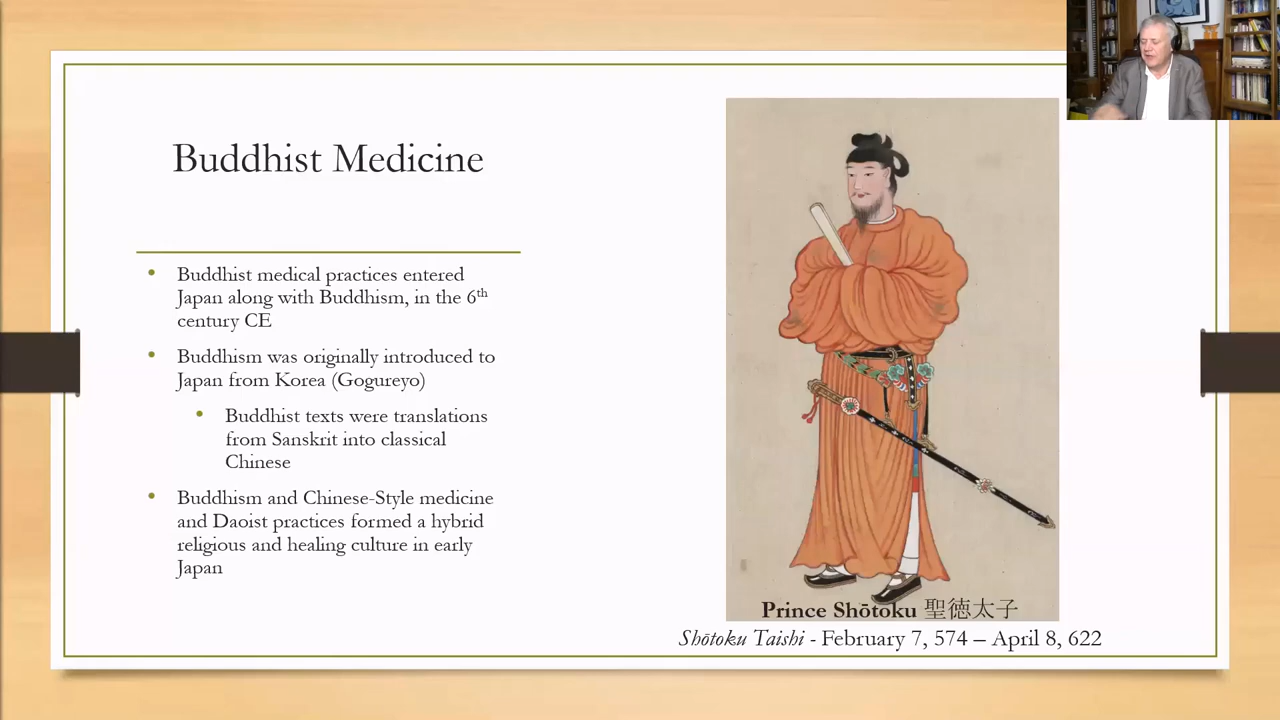 Buddhist Medicine
• Buddhist medical practices entered
Japan along with Buddhism, in the 6th
century CE
• Buddhism was originally introduced to
Japan from Korea (Gogureyo)
• Buddhist texts were translations
from Sanskrit into classical
Chinese
• Buddhism and Chinese-Style medicine
and Daoist practices formed a hybrid
religious and healing culture in early
Japan
Prince Shōtoku 聖徳太子
Shōtoku Taishi - February 7, 574 – April 8, 622